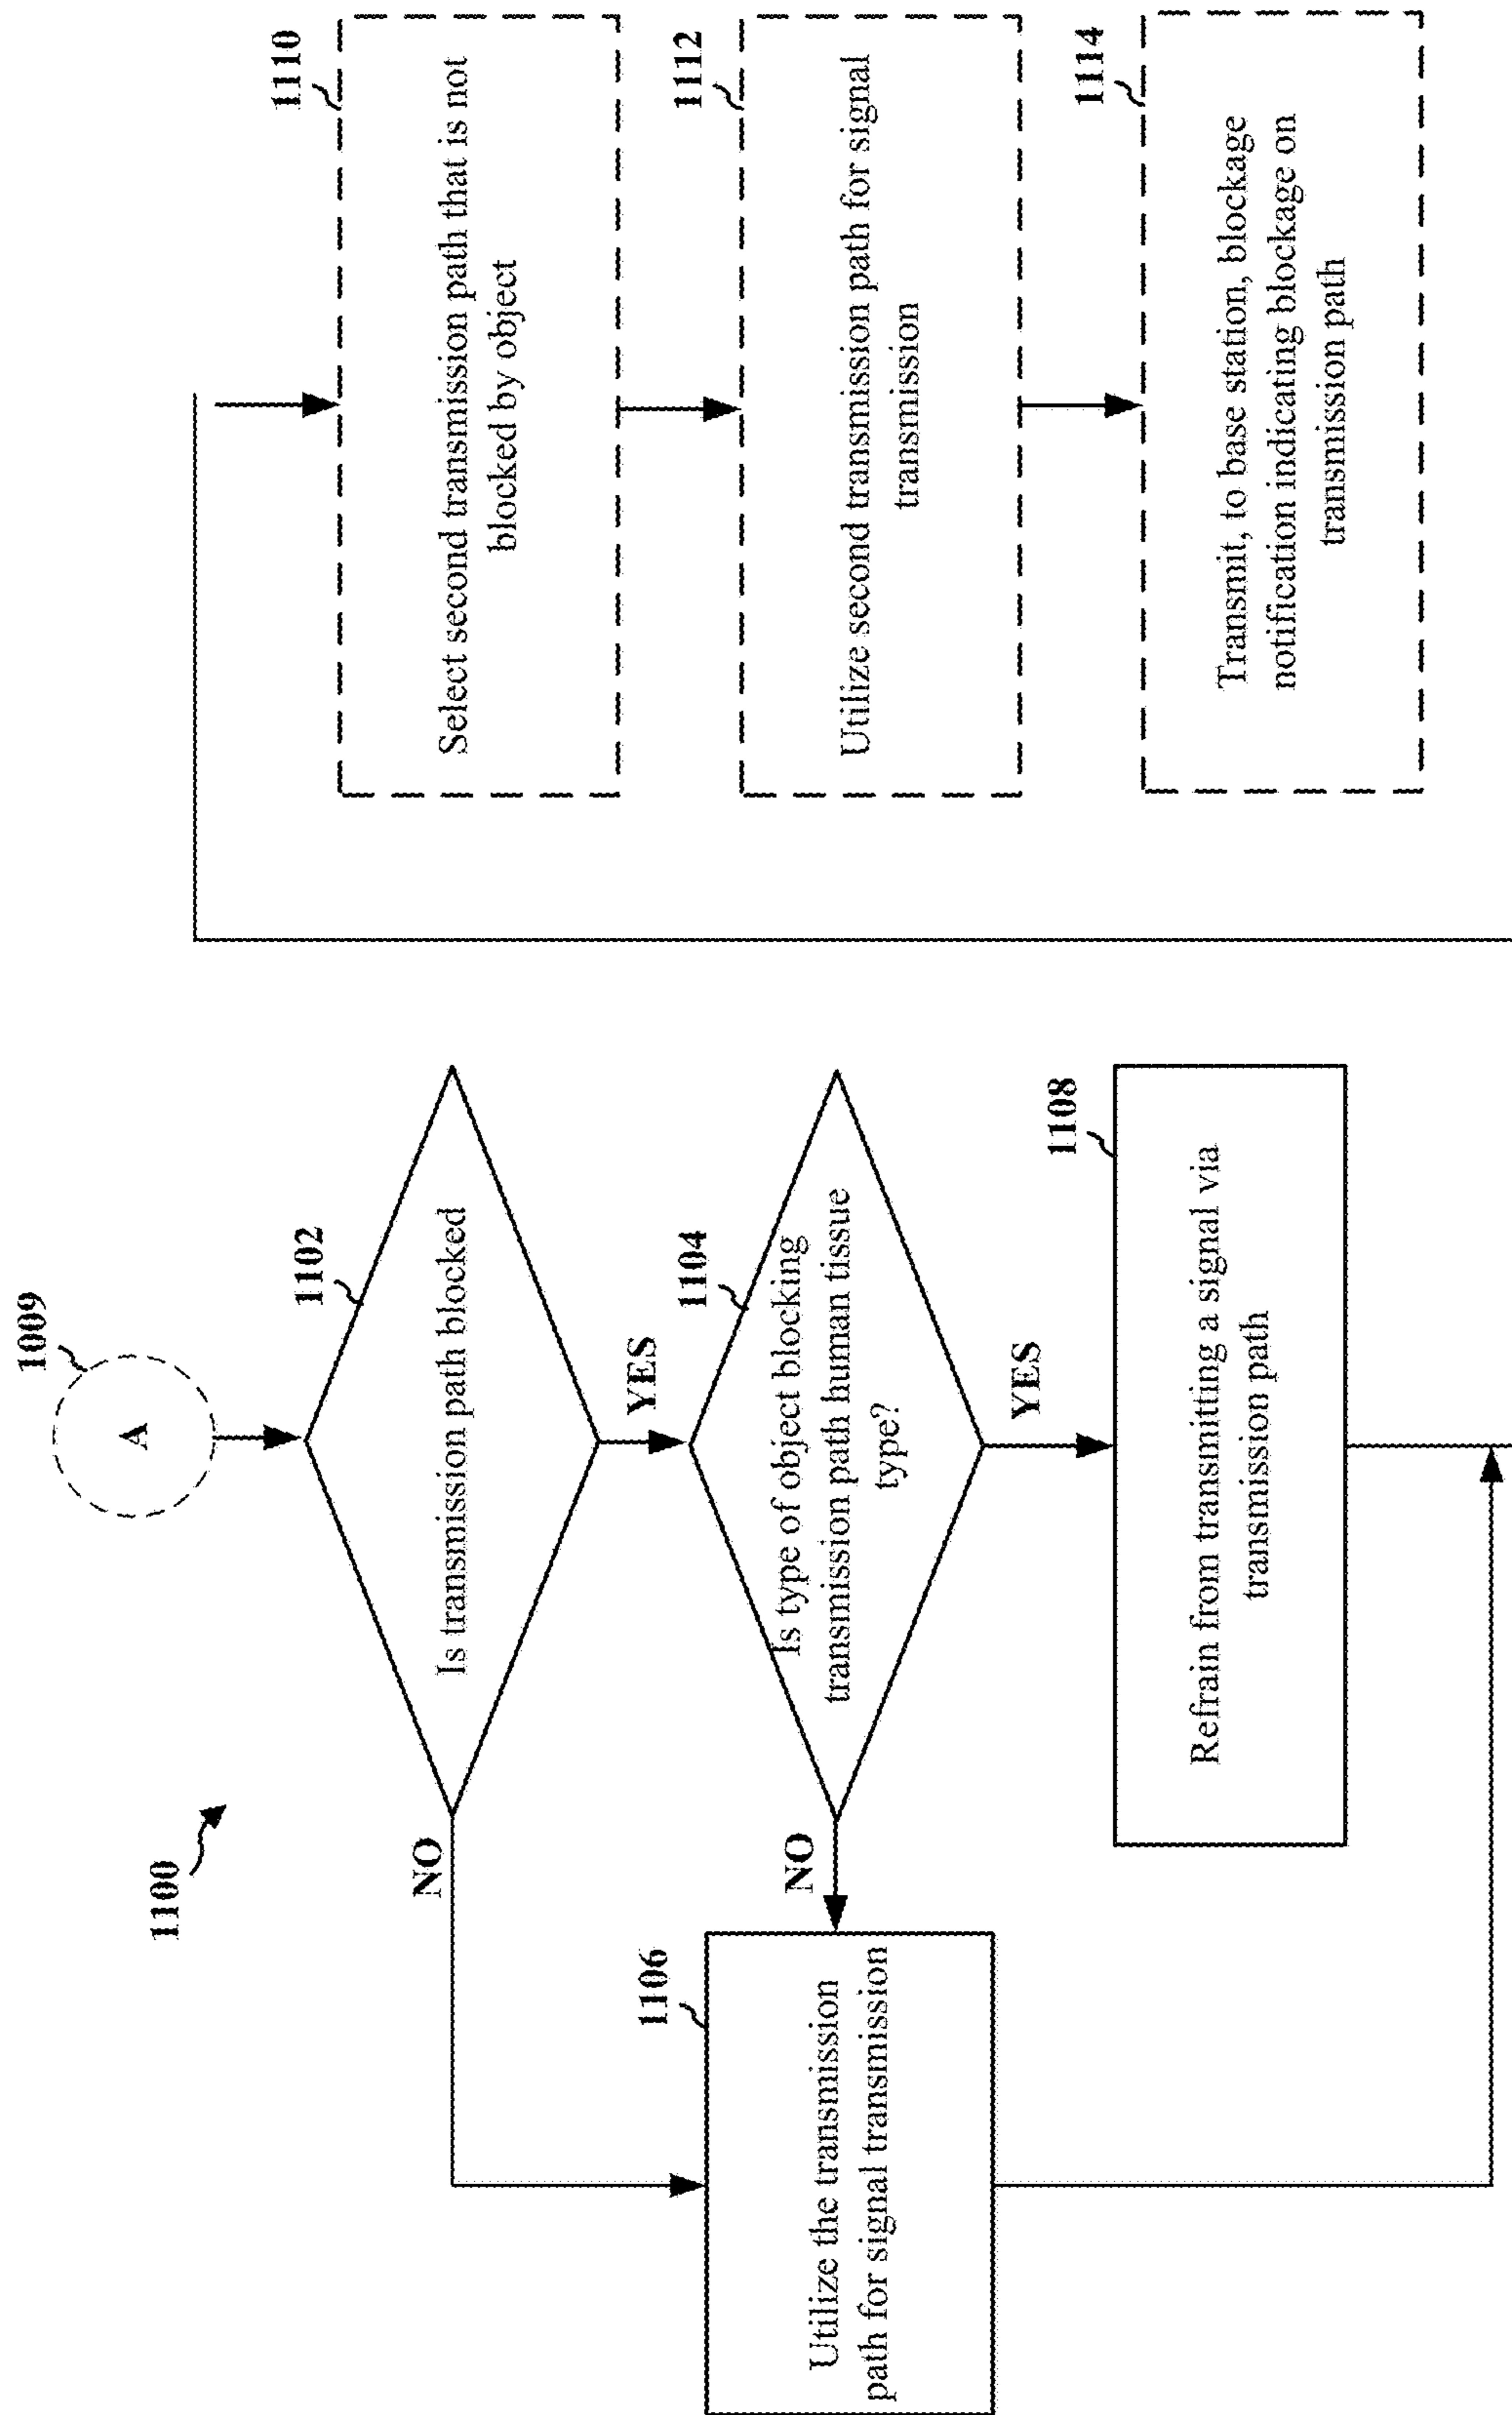 1100
1009
A
1102
Is transmission path blocked
NO
YES
1104
Is type of object blocking
transmission path human tissue
type?
NO
YES
1106
Utilize the transmission
path for signal transmission
1108
Refrain from transmitting a signal via
transmission path
1110
Select second transmission path that is not
blocked by object
1112
Utilize second transmission path for signal
transmission
1114
Transmit, to base station, blockage
notification indicating blockage on
transmission path